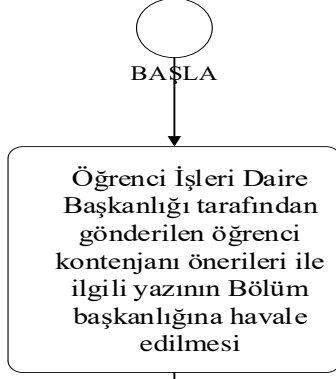 BAŞLA
Öğrenci İşleri Daire
Başkanlığı tarafından
gönderilen öğrenci
kontenjanı önerileri ile
ilgili yazının Bölüm
başkanlığına havale
edilmesi